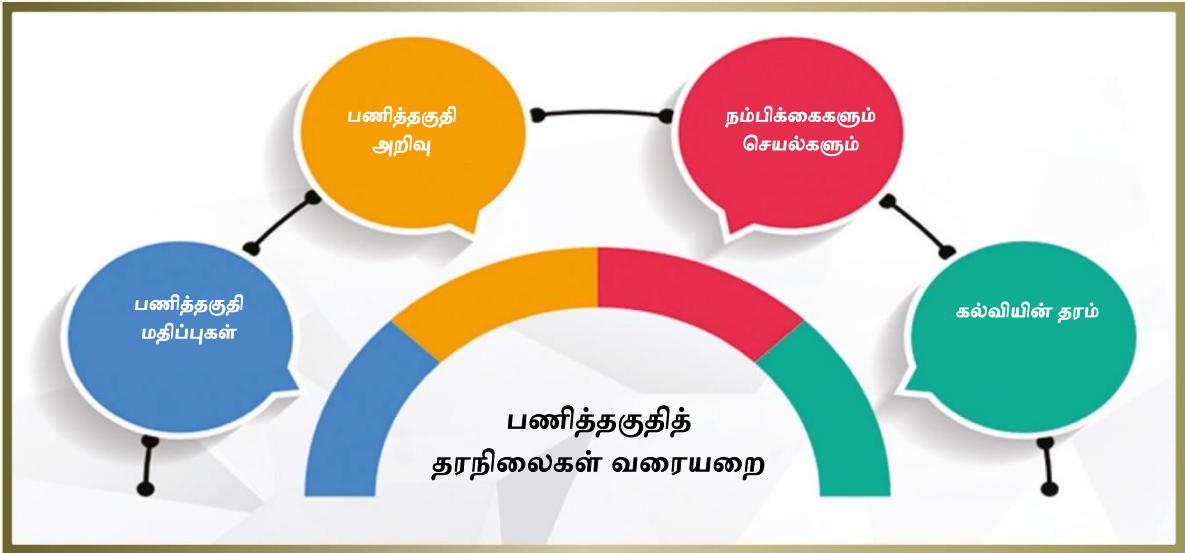 பணித்தகுதி
அறிவு
நம்பிக்கைகளும்
செயல்களும்
பணித்தகுதி
மதிப்புகள்
கல்வியின் தரம்
பணித்தகுதித்
தரநிலைகள் வரையறை